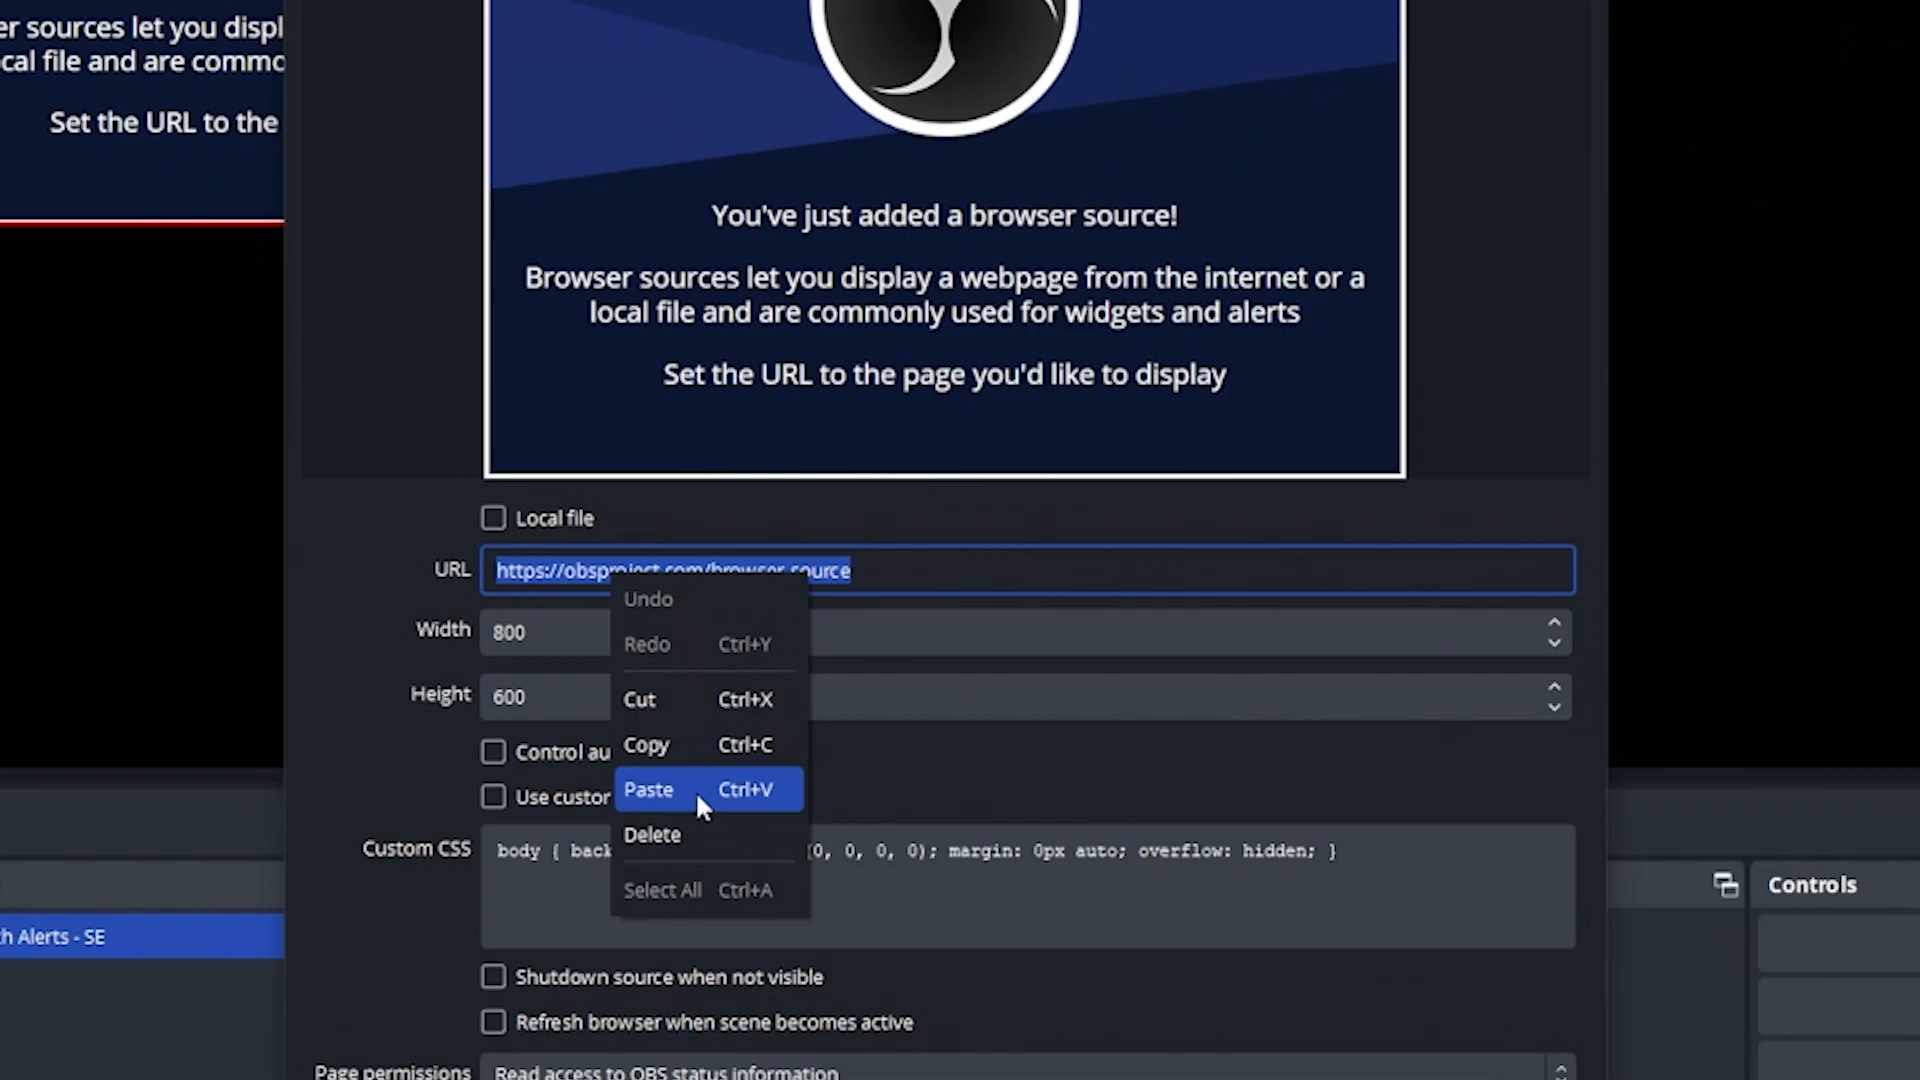 er sources let you displ
cal file and are commo
Set the URL to the
You've just added a browser source!
Browser sources let you display a webpage from the internet or a
local file and are commonly used for widgets and alerts
Set the URL to the page you'd like to display
Local file
URL https://obsproject.com/browser-source
Undo
Width 800
Redo Ctrl+Y
Height 600
Cut Ctrl+X
Control au
Copy Ctrl+C
Use custor
Paste Ctrl+V
Delete
Custom CSS body { back (0, 0, 0, 0); margin: 0px auto; overflow: hidden; }
Select All Ctrl+A
Controls
h Alerts - SE
Shutdown source when not visible
Refresh browser when scene becomes active
Page permissions Read access to OBS status information